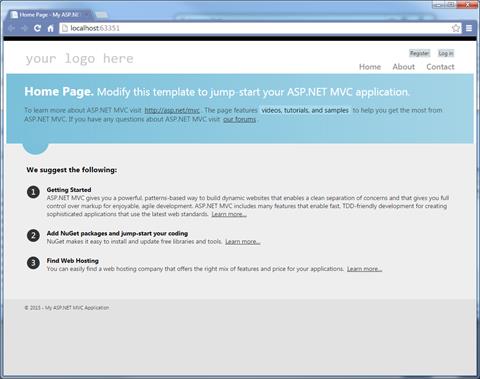 Home Page - My ASP.NET
localhost:63351
Register Log in
your logo here
Home About Contact
Home Page. Modify this template to jump-start your ASP.NET MVC application.
To learn more about ASP.NET MVC visit http://asp.net/mvc . The page features videos, tutorials, and samples to help you get the most from
ASP.NET MVC. If you have any questions about ASP.NET MVC visit our forums .
We suggest the following:
1 Getting Started
ASP.NET MVC gives you a powerful, patterns-based way to build dynamic websites that enables a clean separation of concerns and that gives you full
control over markup for enjoyable, agile development. ASP.NET MVC includes many features that enable fast, TDD-friendly development for creating
sophisticated applications that use the latest web standards. Learn more...
2 Add NuGet packages and jump-start your coding
NuGet makes it easy to install and update free libraries and tools. Learn more...
3 Find Web Hosting
You can easily find a web hosting company that offers the right mix of features and price for your applications. Learn more...
© 2015 - My ASP.NET MVC Application